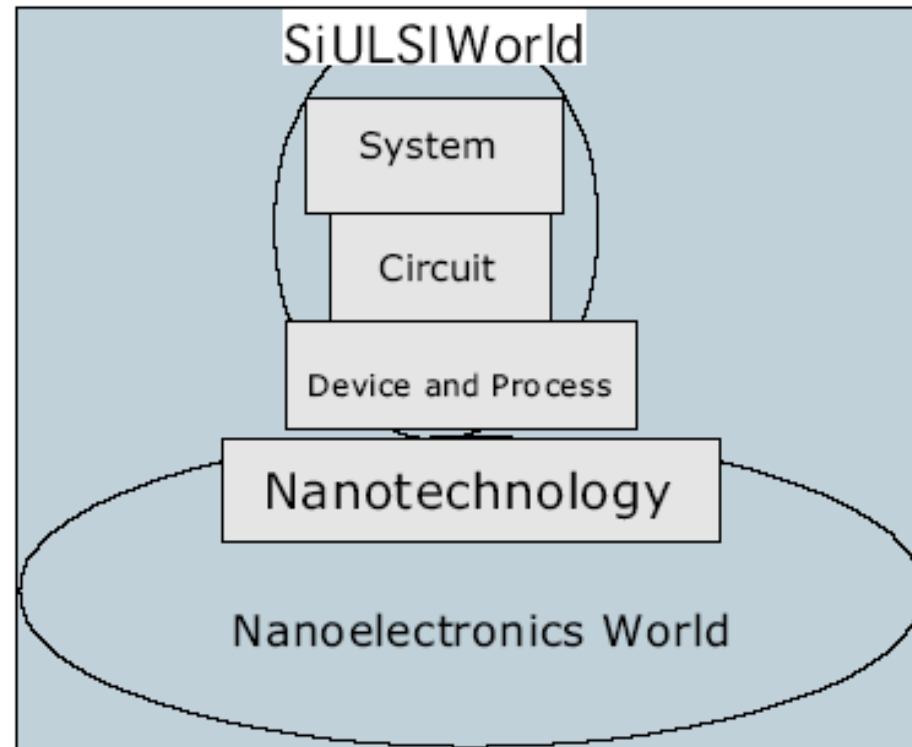 SiULSIWorld
System
Circuit
Device and Process
Nanotechnology
Nanoelectronics World